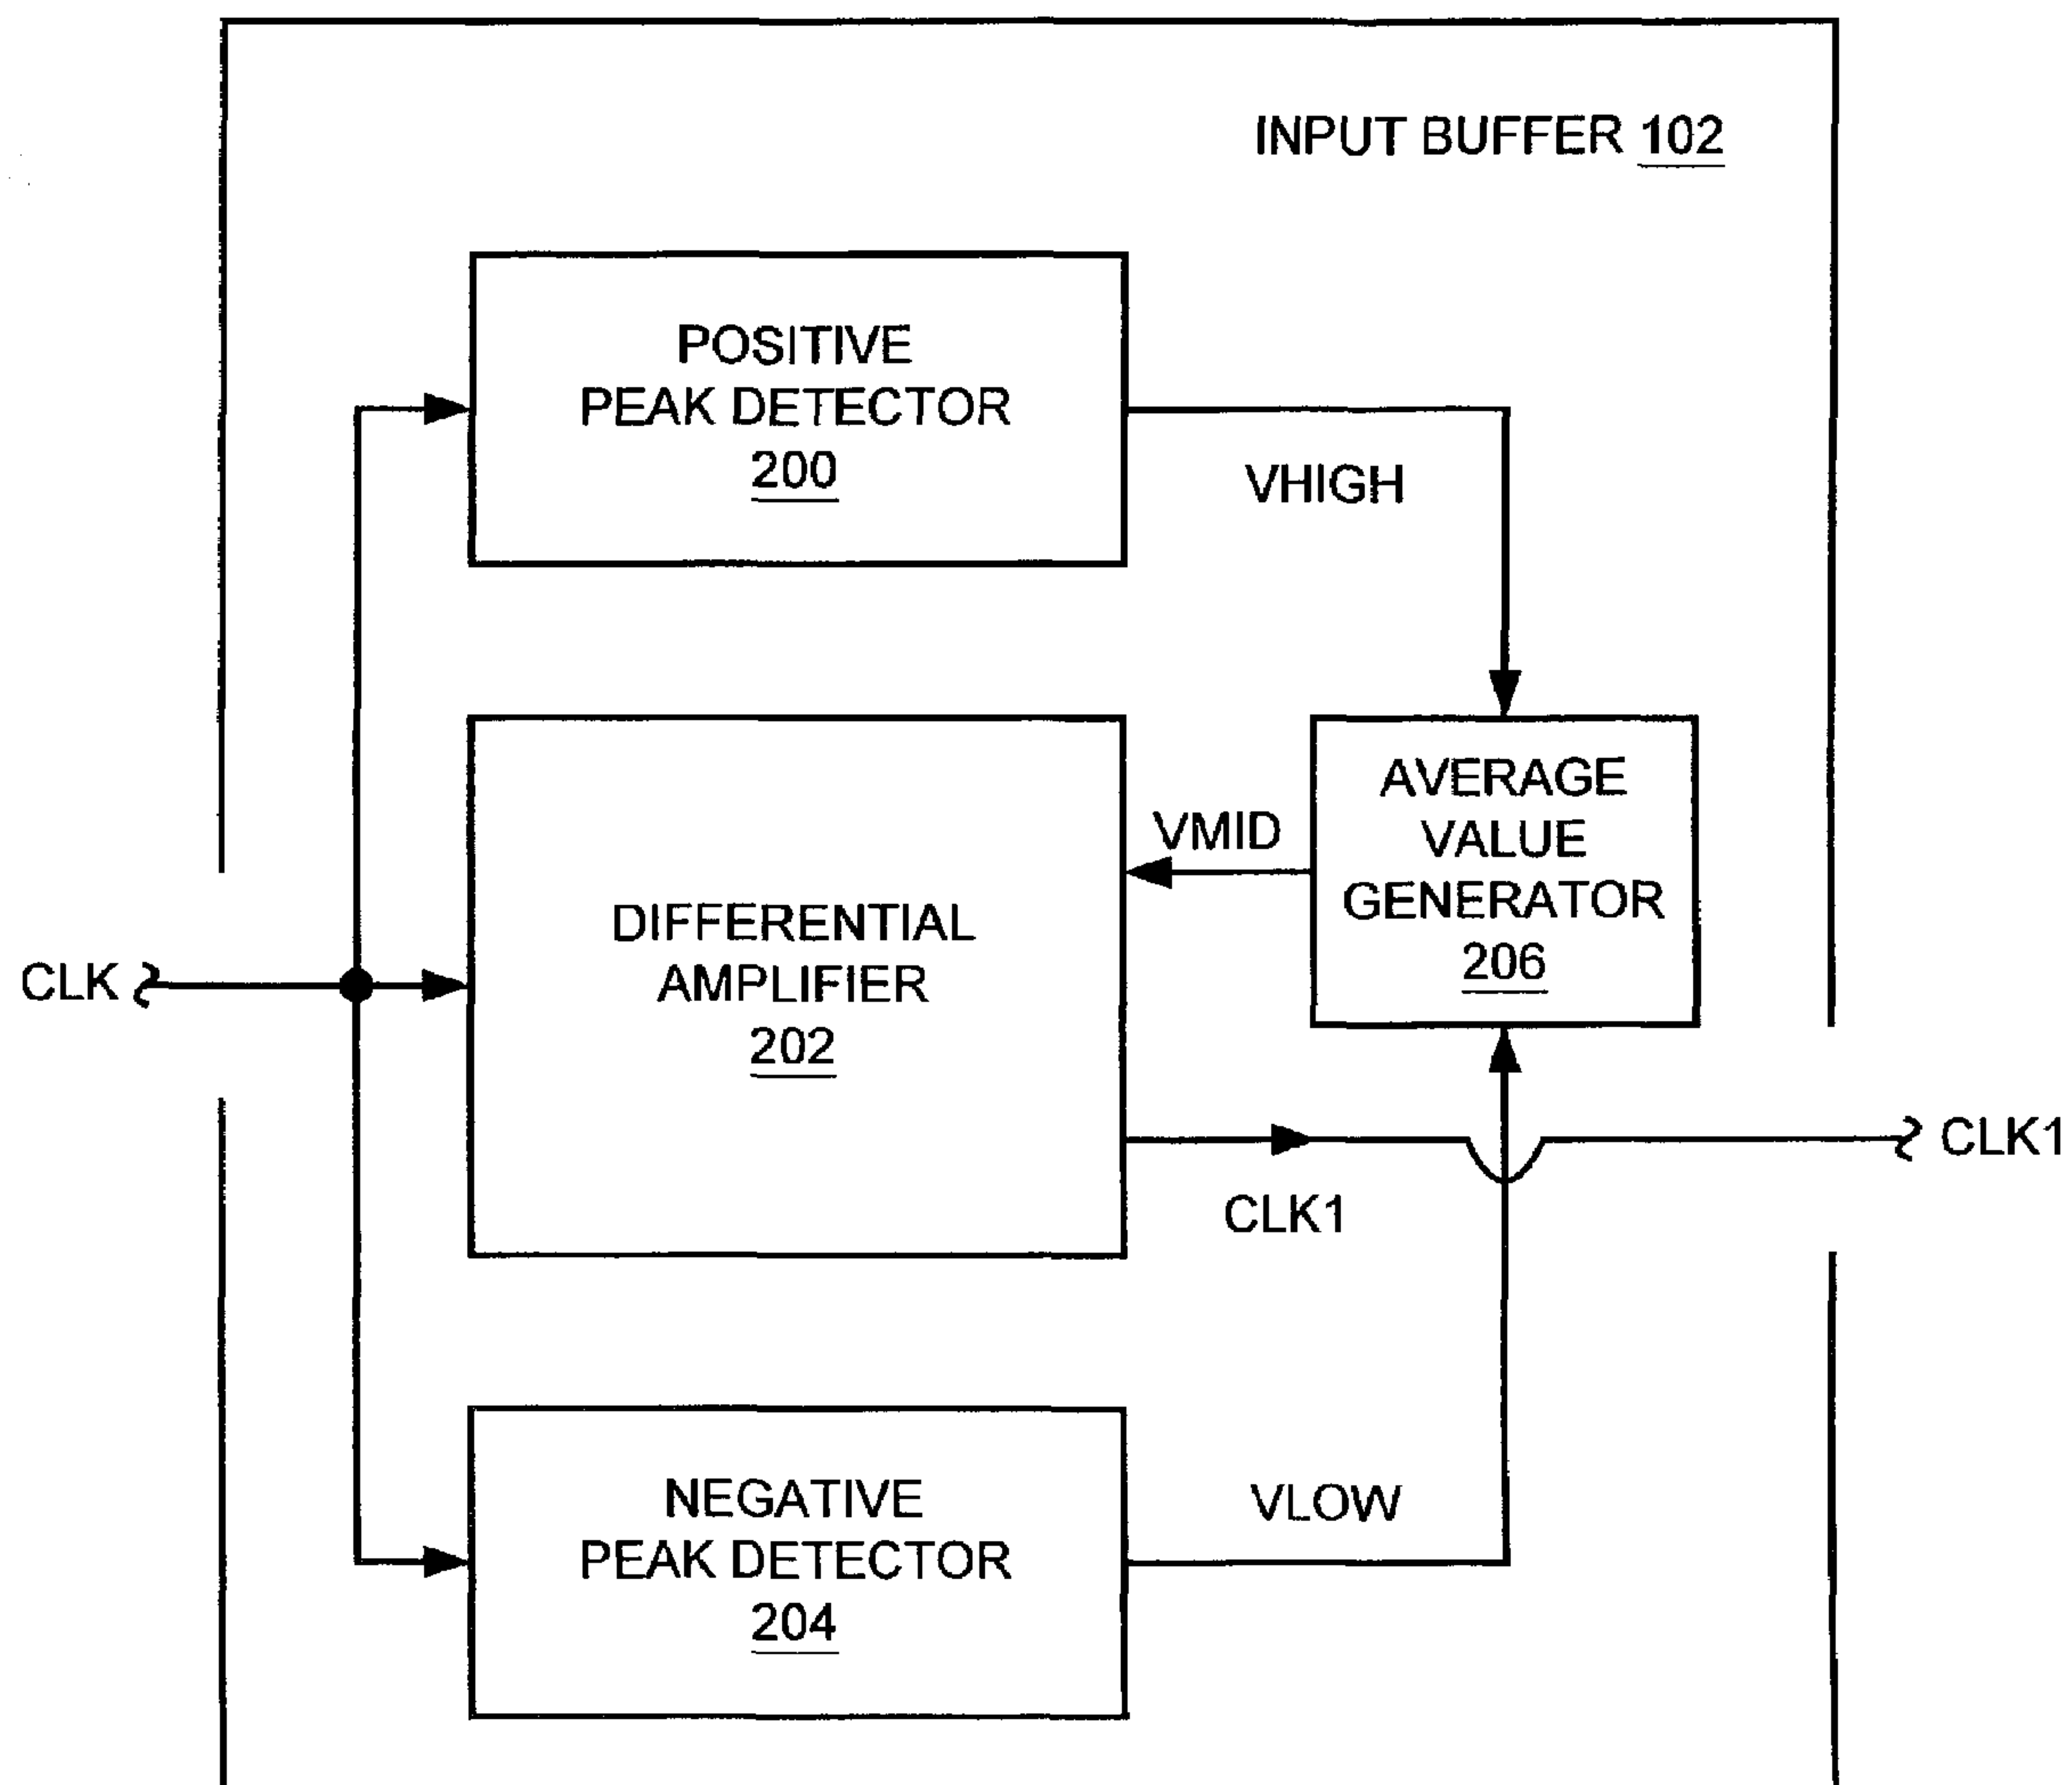 INPUT BUFFER 102
POSITIVE
PEAK DETECTOR
200
VHIGH
AVERAGE
VALUE
GENERATOR
206
VMID
DIFFERENTIAL
AMPLIFIER
202
CLK
CLK1
CLK1
NEGATIVE
PEAK DETECTOR
204
VLOW